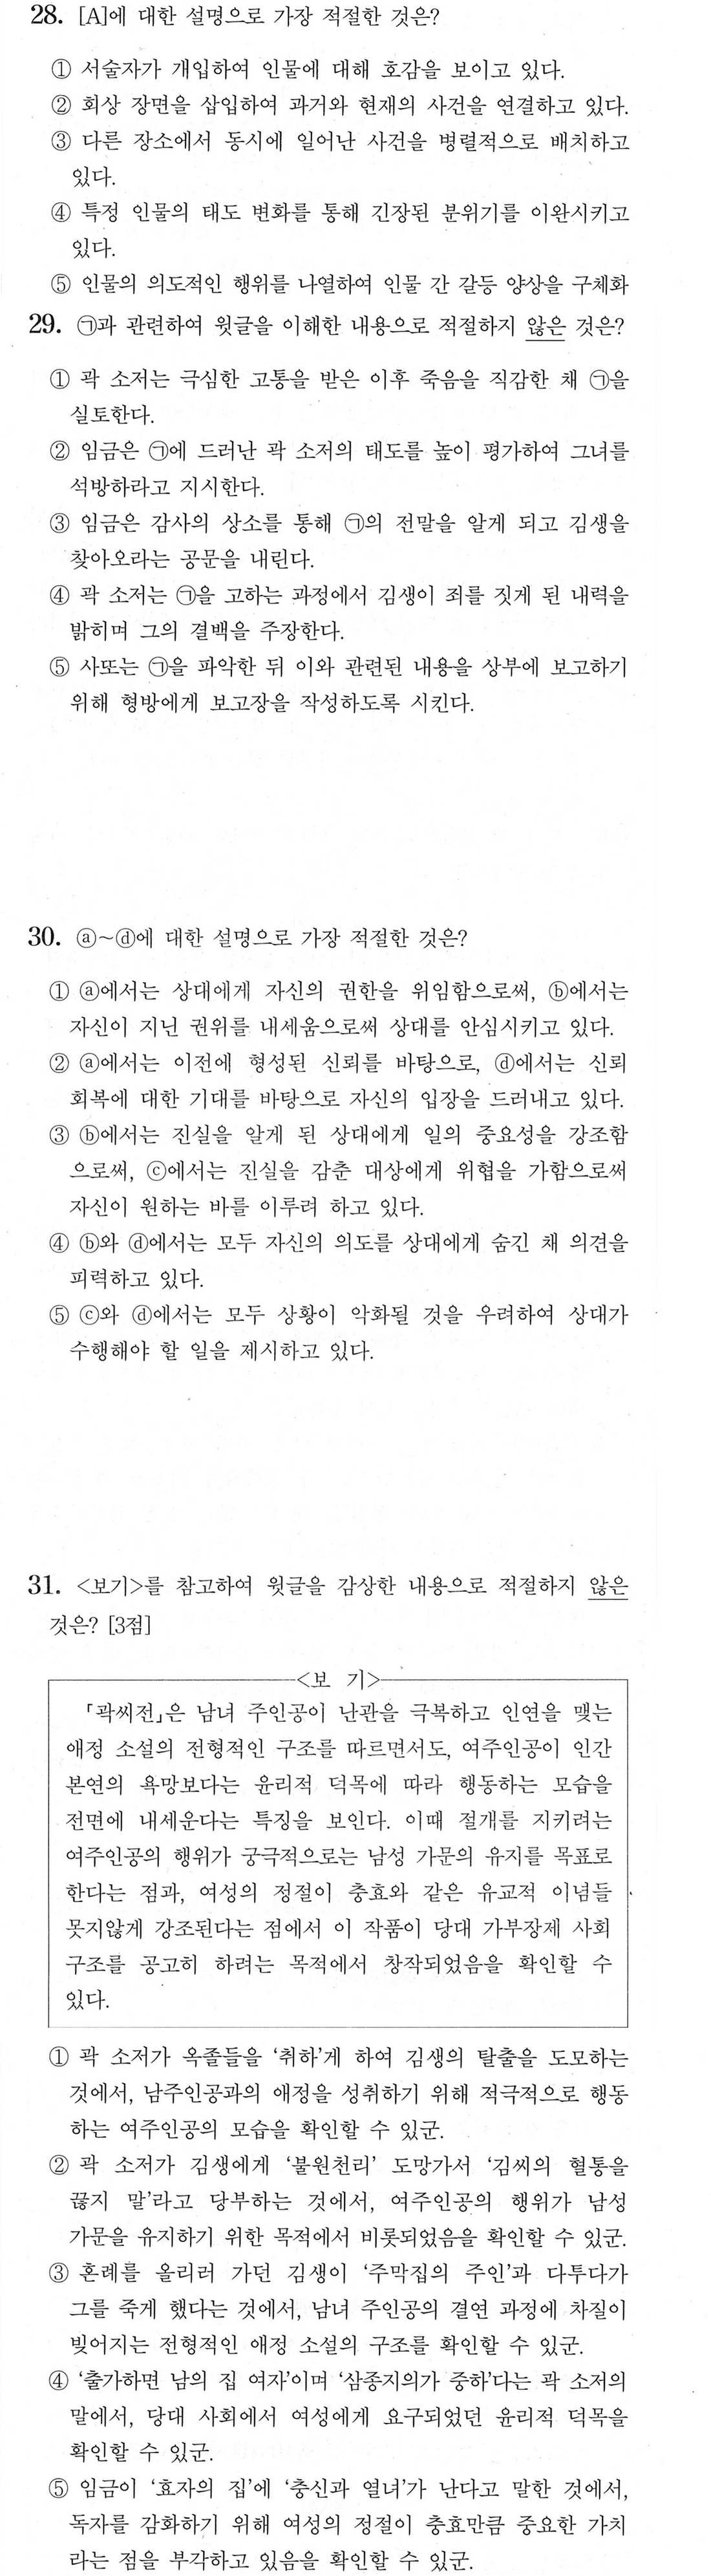 28. [A]에 대한 설명으로 가장 적절한 것은?
① 서술자가 개입하여 인물에 대해 호감을 보이고 있다.
② 회상 장면을 삽입하여 과거와 현재의 사건을 연결하고 있다.
③ 다른 장소에서 동시에 일어난 사건을 병렬적으로 배치하고
있다.
④ 특정 인물의 태도 변화를 통해 긴장된 분위기를 이완시키고
있다.
⑤ 인물의 의도적인 행위를 나열하여 인물 간 갈등 양상을 구체화
29. ㉠과 관련하여 윗글을 이해한 내용으로 적절하지 않은 것은?
① 곽 소저는 극심한 고통을 받은 이후 죽음을 직감한 채 ㉠을
실토한다.
② 임금은 ㉠에 드러난 곽 소저의 태도를 높이 평가하여 그녀를
석방하라고 지시한다.
③ 임금은 감사의 상소를 통해 ㉠의 전말을 알게 되고 김생을
찾아오라는 공문을 내린다.
④ 곽 소저는 ㉠을 고하는 과정에서 김생이 죄를 짓게 된 내력을
밝히며 그의 결백을 주장한다.
⑤ 사또는 ㉠을 파악한 뒤 이와 관련된 내용을 상부에 보고하기
위해 형방에게 보고장을 작성하도록 시킨다.
30. ⓐ~ⓓ에 대한 설명으로 가장 적절한 것은?
① ⓐ에서는 상대에게 자신의 권한을 위임함으로써, ⓑ에서는
자신이 지닌 권위를 내세움으로써 상대를 안심시키고 있다.
② ⓐ에서는 이전에 형성된 신뢰를 바탕으로, ⓓ에서는 신뢰
회복에 대한 기대를 바탕으로 자신의 입장을 드러내고 있다.
③ ⓑ에서는 진실을 알게 된 상대에게 일의 중요성을 강조함
으로써, ⓒ에서는 진실을 감춘 대상에게 위협을 가함으로써
자신이 원하는 바를 이루려 하고 있다.
④ ⓑ와 ⓓ에서는 모두 자신의 의도를 상대에게 숨긴 채 의견을
피력하고 있다.
⑤ ⓒ와 ⓓ에서는 모두 상황이 악화될 것을 우려하여 상대가
수행해야 할 일을 제시하고 있다.
31. <보기>를 참고하여 윗글을 감상한 내용으로 적절하지 않은
것은? [3점]
<보 기>
「곽씨전」은 남녀 주인공이 난관을 극복하고 인연을 맺는
애정 소설의 전형적인 구조를 따르면서도, 여주인공이 인간
본연의 욕망보다는 윤리적 덕목에 따라 행동하는 모습을
전면에 내세운다는 특징을 보인다. 이때 절개를 지키려는
여주인공의 행위가 궁극적으로는 남성 가문의 유지를 목표로
한다는 점과, 여성의 정절이 충효와 같은 유교적 이념들
못지않게 강조된다는 점에서 이 작품이 당대 가부장제 사회
구조를 공고히 하려는 목적에서 창작되었음을 확인할 수
있다.
① 곽 소저가 옥졸들을 ‘취하’게 하여 김생의 탈출을 도모하는
것에서, 남주인공과의 애정을 성취하기 위해 적극적으로 행동
하는 여주인공의 모습을 확인할 수 있군.
② 곽 소저가 김생에게 ‘불원천리’ 도망가서 ‘김씨의 혈통을
끊지 말’라고 당부하는 것에서, 여주인공의 행위가 남성
가문을 유지하기 위한 목적에서 비롯되었음을 확인할 수 있군.
③ 혼례를 올리러 가던 김생이 ‘주막집의 주인’과 다투다가
그를 죽게 했다는 것에서, 남녀 주인공의 결연 과정에 차질이
빚어지는 전형적인 애정 소설의 구조를 확인할 수 있군.
④ ‘출가하면 남의 집 여자’이며 ‘삼종지의가 중하’다는 곽 소저의
말에서, 당대 사회에서 여성에게 요구되었던 윤리적 덕목을
확인할 수 있군.
⑤ 임금이 ‘효자의 집’에 ‘충신과 열녀’가 난다고 말한 것에서,
독자를 감화하기 위해 여성의 정절이 충효만큼 중요한 가치
라는 점을 부각하고 있음을 확인할 수 있군.